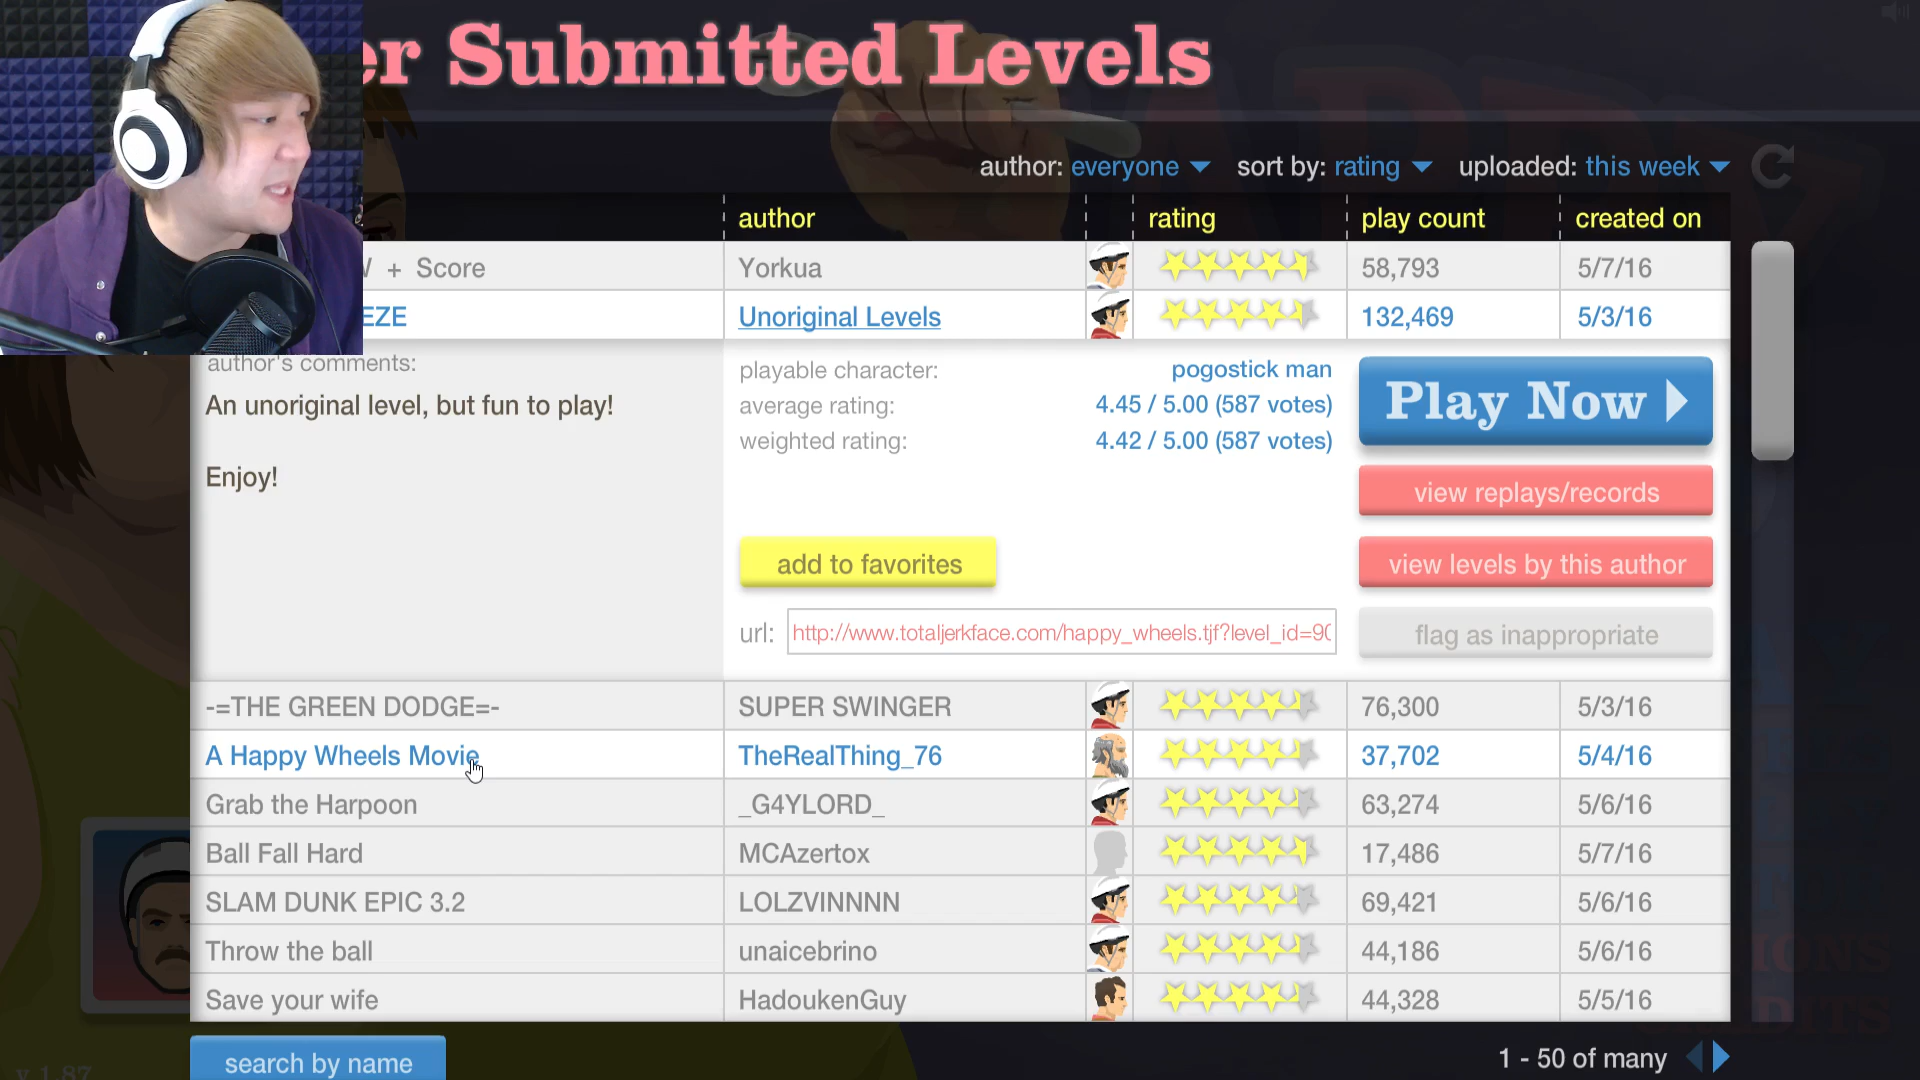 er Submitted Levels
author: everyone sort by: rating uploaded: this week
author rating play count created on
+ Score Yorkua 58,793 5/7/16
EZE Unoriginal Levels 132,469 5/3/16
author's comments:
An unoriginal level, but fun to play!
Enjoy!
playable character: pogostick man
average rating: 4.45 / 5.00 (587 votes)
weighted rating: 4.42 / 5.00 (587 votes)
Play Now
view replays/records
add to favorites
view levels by this author
url: http://www.totaljerkface.com/happy_wheels.tjf?level_id=90
flag as inappropriate
-=THE GREEN DODGE=- SUPER SWINGER 76,300 5/3/16
A Happy Wheels Movie TheRealThing_76 37,702 5/4/16
Grab the Harpoon _G4YLORD_ 63,274 5/6/16
Ball Fall Hard MCAzertox 17,486 5/7/16
SLAM DUNK EPIC 3.2 LOLZVINNNN 69,421 5/6/16
Throw the ball unaicebrino 44,186 5/6/16
Save your wife HadoukenGuy 44,328 5/5/16
search by name
1 - 50 of many
v 1.87